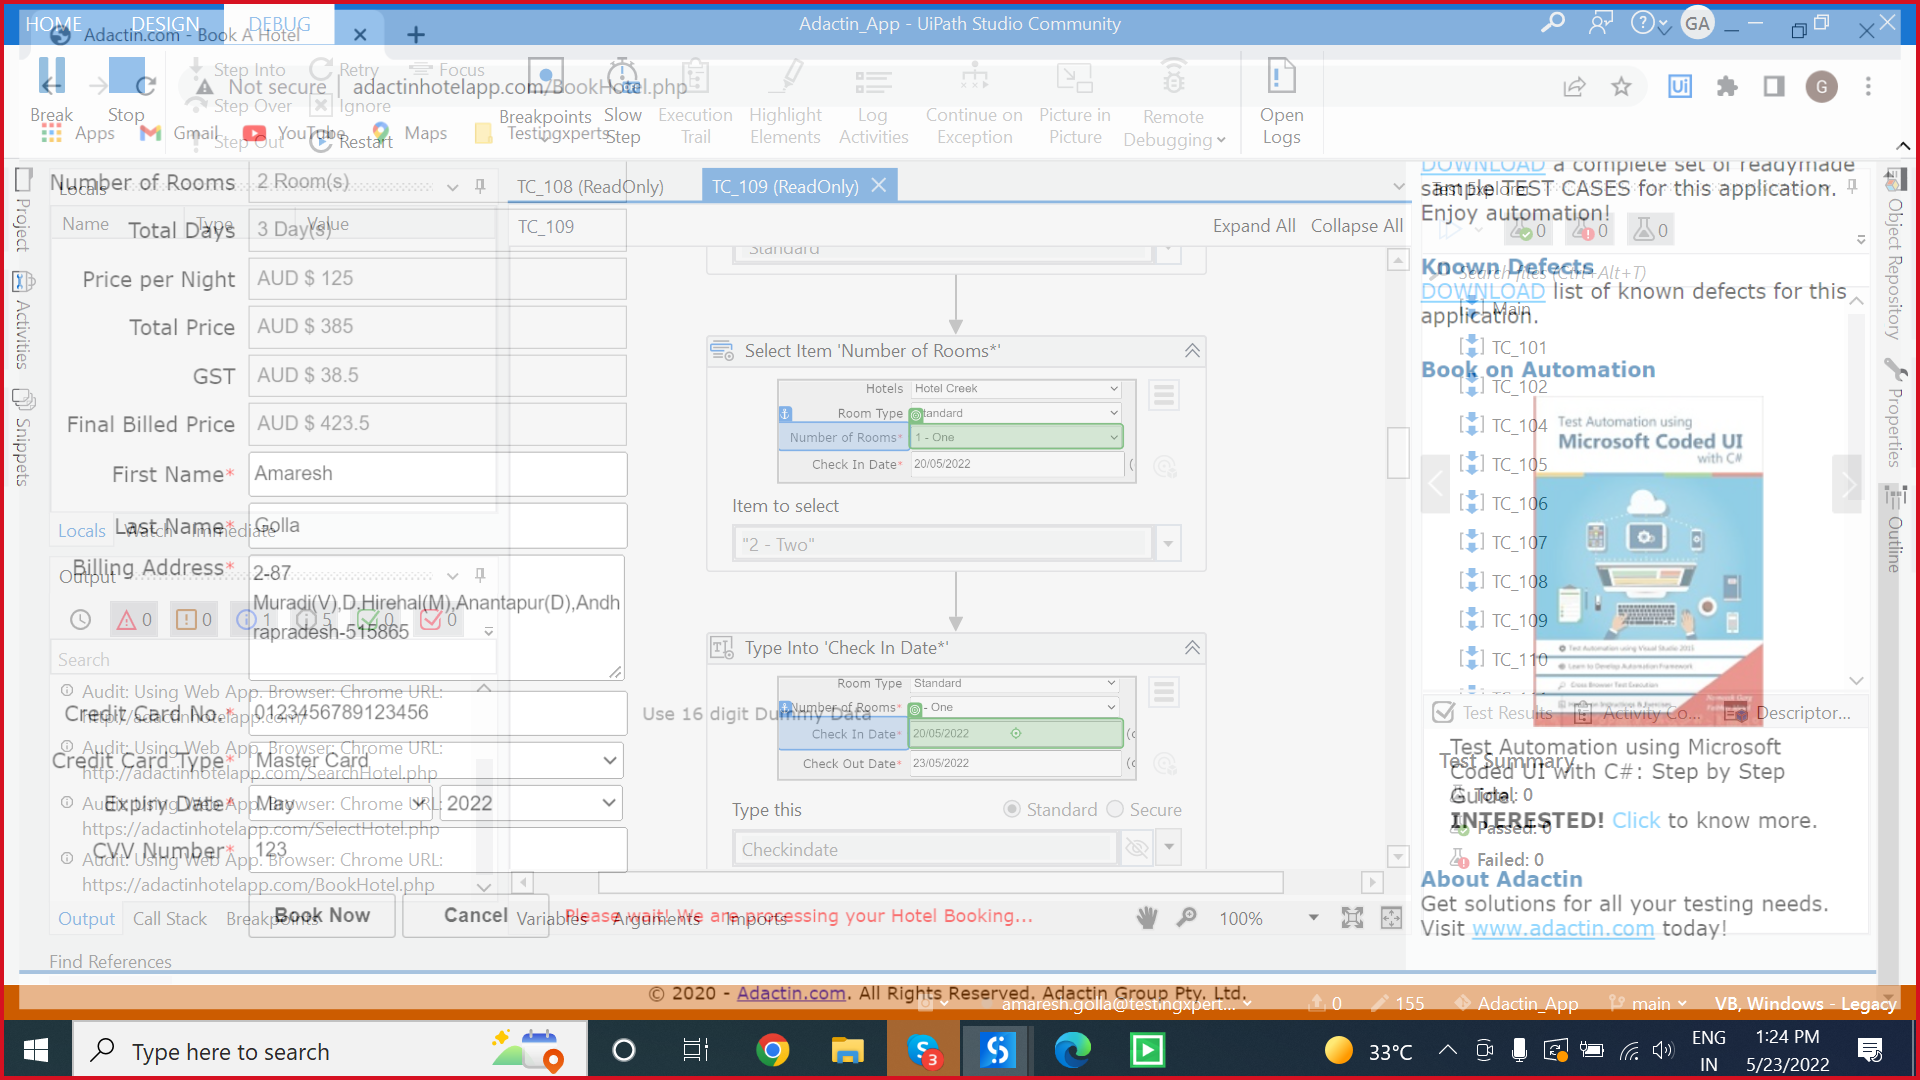 HOME DESIGN DEBUG
Adactin_App - UiPath Studio Community
GA
Adactin.com - Book A Hotel
Step Into Retry Focus
Not secure adactinhotelapp.com/BookHotel.php
G
Step Over Ignore
Break Stop
Breakpoints Slow Step Execution Trail Highlight Elements Log Activities Continue on Exception Picture in Picture Remote Debugging Open Logs
Apps Gmail YouTube Maps Testingxperts
Step Out Restart
Project
Activities
Snippets
Locals
Name Type Value
Number of Rooms 2 Room(s)
Total Days 3 Day(s)
Price per Night AUD $ 125
Total Price AUD $ 385
GST AUD $ 38.5
Final Billed Price AUD $ 423.5
First Name* Amaresh
Last Name* Golla
Locals Watch Immediate
Billing Address* 2-87
Muradi(V),D.Hirehal(M),Anantapur(D),Andh
rapradesh-515865
Output
0 0 1 5 0 0
Search
Audit: Using Web App. Browser: Chrome URL:
http://adactinhotelapp.com/
Credit Card No.* 0123456789123456
Use 16 digit Dummy Data
Audit: Using Web App. Browser: Chrome URL:
http://adactinhotelapp.com/SearchHotel.php
Credit Card Type* Master Card
Audit: Using Web App. Browser: Chrome URL:
https://adactinhotelapp.com/SelectHotel.php
Expiry Date* May 2022
CVV Number* 123
Audit: Using Web App. Browser: Chrome URL:
https://adactinhotelapp.com/BookHotel.php
Book Now Cancel
Please wait! We are processing your Hotel Booking...
Output Call Stack Breakpoints
Variables Arguments Imports
100%
Find References
TC_108 (ReadOnly) TC_109 (ReadOnly)
TC_109 Expand All Collapse All
Standard
Select Item 'Number of Rooms*'
Hotels Hotel Creek
Room Type Standard
Number of Rooms* 1 - One
Check In Date* 20/05/2022
Item to select
"2 - Two"
Type Into 'Check In Date*'
Room Type Standard
Number of Rooms* - One
Check In Date* 20/05/2022
Check Out Date* 23/05/2022
Type this Standard Secure
Checkindate
DOWNLOAD a complete set of readymade
sample TEST CASES for this application.
Enjoy automation!
Test Explorer
0 0 0
Known Defects
Search files (Ctrl+Alt+T)
DOWNLOAD list of known defects for this
application.
Main
TC_101
Book on Automation
TC_102
TC_104
TC_105
TC_106
TC_107
TC_108
TC_109
TC_110
Test Automation using
Microsoft Coded UI
with C#
Test Automation using Visual Studio 2015
Learn to Develop Automation Framework
Cross Browser Test Execution
Test Results Activity Co... Descriptor...
Test Automation using Microsoft
Coded UI with C#: Step by Step
Guide.
INTERESTED! Click to know more.
Test Summary
Total: 0
Passed: 0
Failed: 0
About Adactin
Get solutions for all your testing needs.
Visit www.adactin.com today!
Object Repository
Properties
Outline
© 2020 - Adactin.com. All Rights Reserved. Adactin Group Pty. Ltd.
amaresh.golla@testingxpert... 0 155 Adactin_App main VB, Windows - Legacy
Type here to search
3
33°C
ENG
IN
1:24 PM
5/23/2022